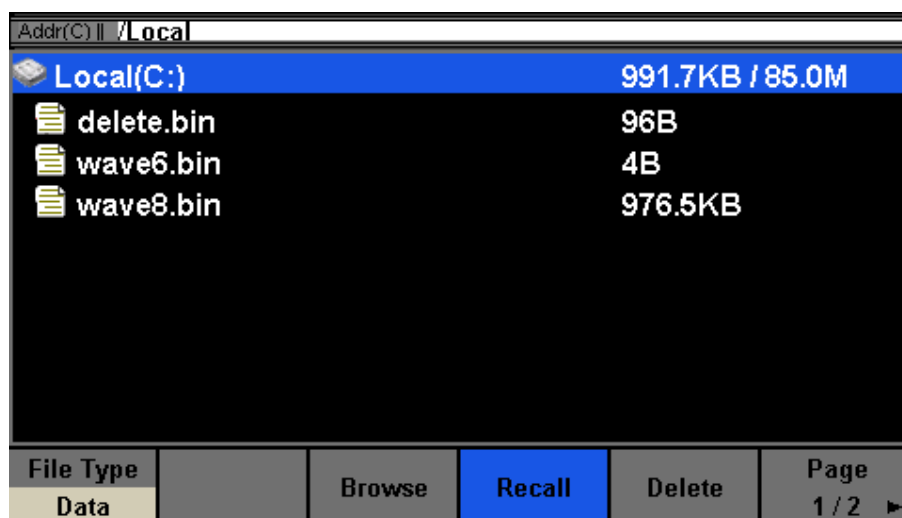 Addr(C) || /Local
Local(C:) 991.7KB / 85.0M
delete.bin 96B
wave6.bin 4B
wave8.bin 976.5KB
File Type Browse Recall Delete Page
Data 1 / 2 ►